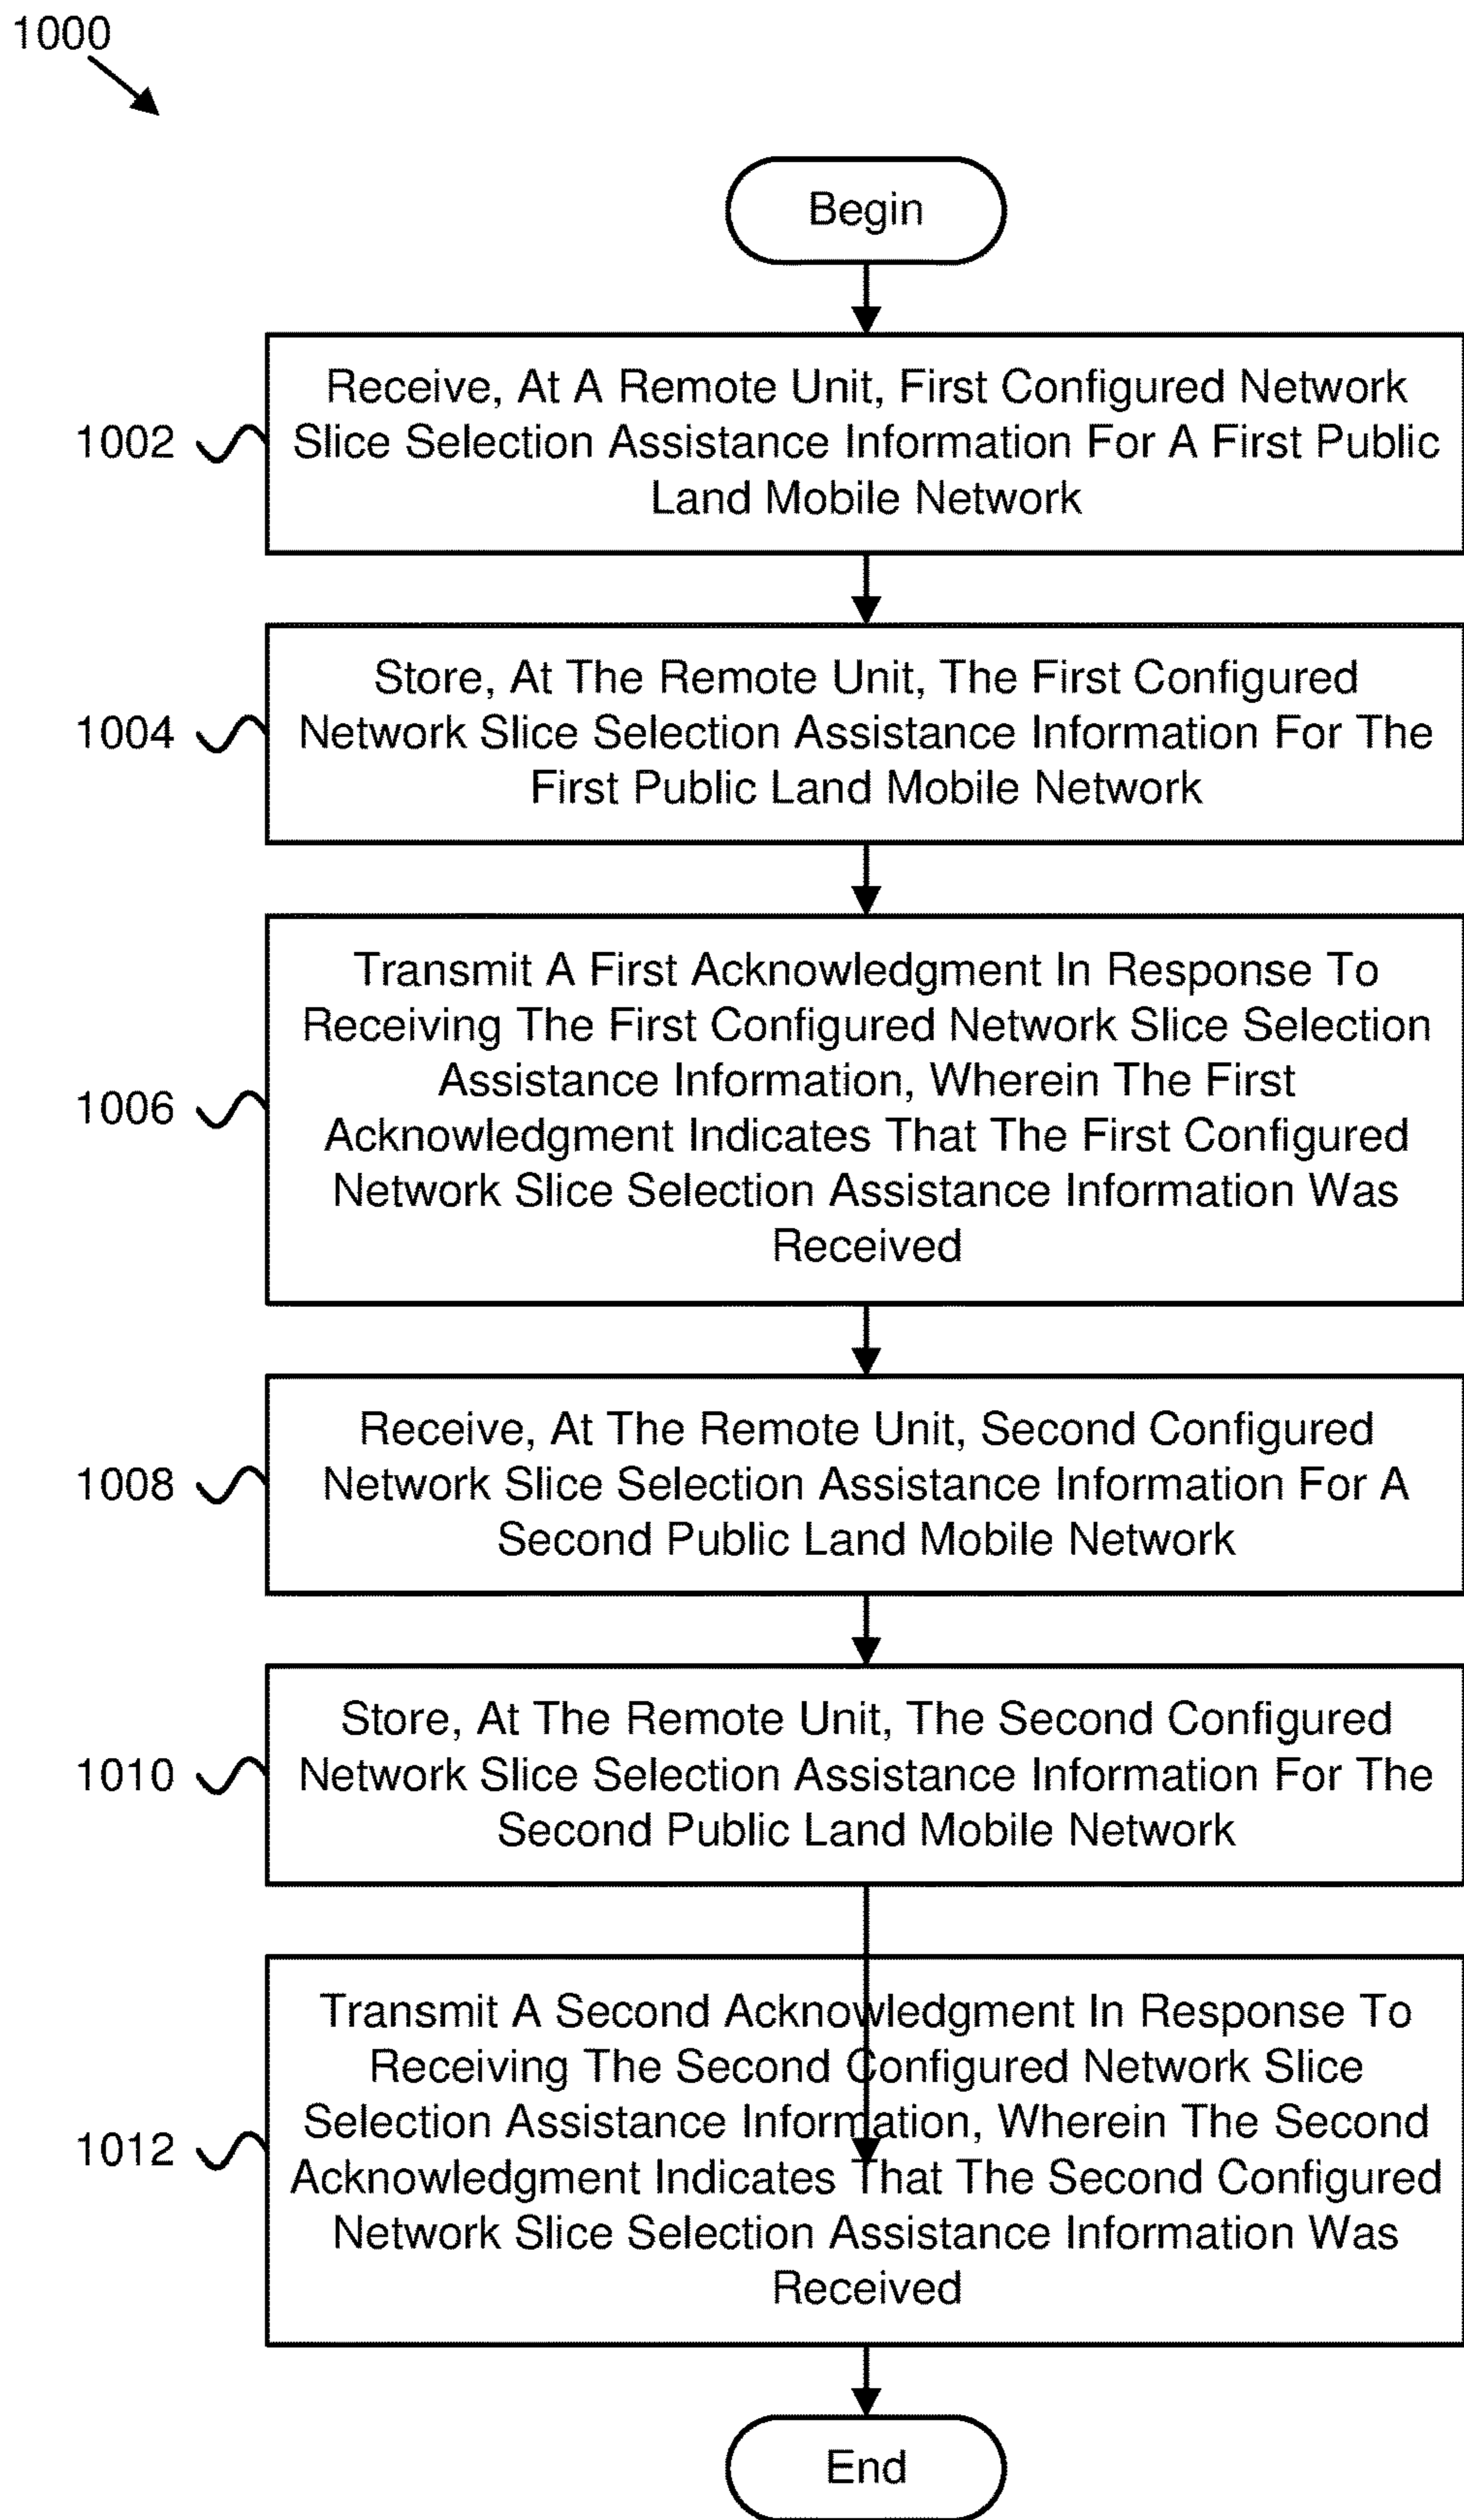 1000
Begin
Receive, At A Remote Unit, First Configured Network
1002
Slice Selection Assistance Information For A First Public
Land Mobile Network
Store, At The Remote Unit, The First Configured
1004
Network Slice Selection Assistance Information For The
First Public Land Mobile Network
Transmit A First Acknowledgment In Response To
Receiving The First Configured Network Slice Selection
Assistance Information, Wherein The First
1006
Acknowledgment Indicates That The First Configured
Network Slice Selection Assistance Information Was
Received
Receive, At The Remote Unit, Second Configured
1008
Network Slice Selection Assistance Information For A
Second Public Land Mobile Network
Store, At The Remote Unit, The Second Configured
1010
Network Slice Selection Assistance Information For The
Second Public Land Mobile Network
Transmit A Second Acknowledgment In Response To
Receiving The Second Configured Network Slice
Selection Assistance Information, Wherein The Second
1012
Acknowledgment Indicates That The Second Configured
Network Slice Selection Assistance Information Was
Received
End